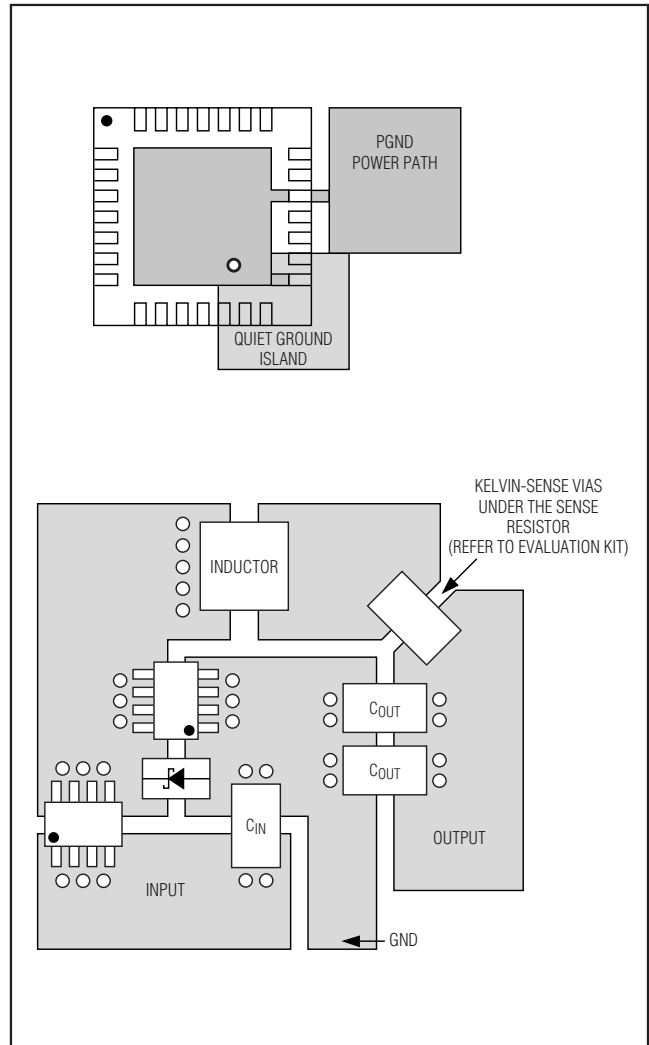 PGND
POWER PATH
QUIET GROUND
ISLAND
KELVIN-SENSE VIAS
UNDER THE SENSE
RESISTOR
(REFER TO EVALUATION KIT)
INDUCTOR
COUT
COUT
CIN
OUTPUT
INPUT
GND